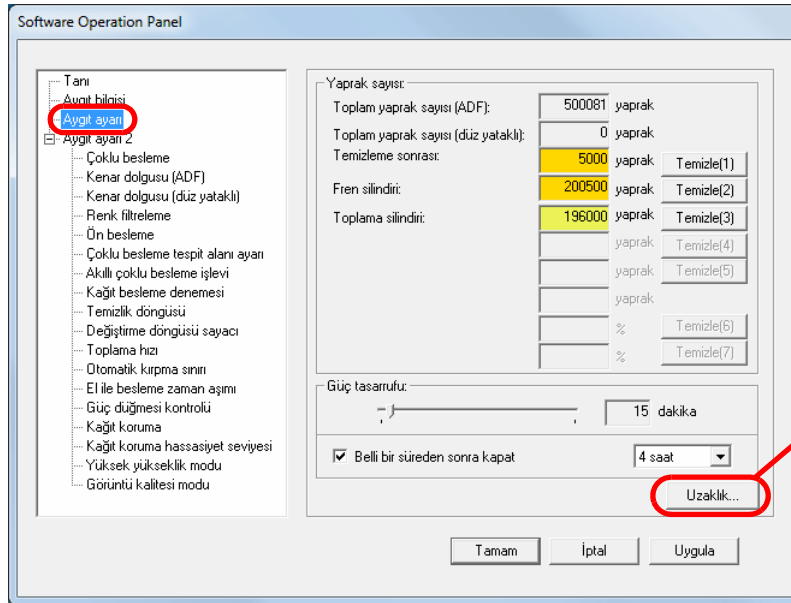 Software Operation Panel
Tanı
Aygıt bilgisi
Aygıt ayarı
Aygıt ayarı 2
Çoklu besleme
Kenar dolgusu (ADF)
Kenar dolgusu (düz yataklı)
Renk filtreleme
Ön besleme
Çoklu besleme tespit alanı ayarı
Akıllı çoklu besleme işlevi
Kağıt besleme denemesi
Temizlik döngüsü
Değiştirme döngüsü sayacı
Toplama hızı
Otomatik kırpma sınırı
El ile besleme zaman aşımı
Güç düğmesi kontrolü
Kağıt koruma
Kağıt koruma hassasiyet seviyesi
Yüksek yükseklik modu
Görüntü kalitesi modu
Yaprak sayısı:
Toplam yaprak sayısı (ADF): 500081 yaprak
Toplam yaprak sayısı (düz yataklı): 0 yaprak
Temizleme sonrası: 5000 yaprak Temizle(1)
Fren silindiri: 200500 yaprak Temizle(2)
Toplama silindiri: 196000 yaprak Temizle(3)
yaprak Temizle(4)
yaprak Temizle(5)
yaprak
% Temizle(6)
% Temizle(7)
Güç tasarrufu:
15 dakika
Belli bir süreden sonra kapat 4 saat
Uzaklık...
Tamam İptal Uygula